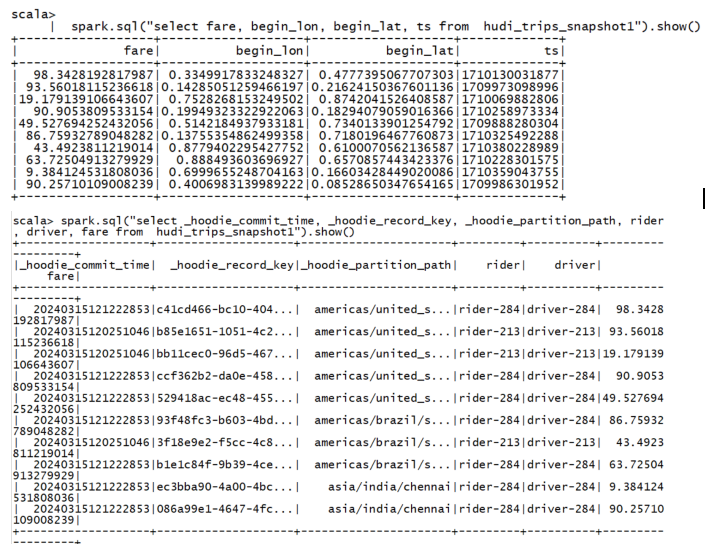 scala>
     |  spark.sql("select fare, begin_lon, begin_lat, ts from  hudi_trips_snapshot1").show()
+------------------+-------------------+-------------------+-------------+
|              fare|          begin_lon|          begin_lat|           ts|
+------------------+-------------------+-------------------+-------------+
|  98.3428192817987| 0.3349917833248327| 0.4777395067707303|1710130031877|
| 93.56018115236618|0.14285051259466197|0.21624150367601136|1709973098996|
|19.179139106643607| 0.7528268153249502| 0.8742041526408587|1710069882806|
|  90.9053809533154|0.19949323322922063|0.18294079059016366|1710258973334|
|49.527694252432056| 0.5142184937933181| 0.7340133901254792|1709888280304|
| 86.75932789048282|0.13755354862499358| 0.7180196467760873|1710325492288|
|  43.4923811219014| 0.8779402295427752| 0.6100070562136587|1710380228989|
| 63.72504913279929|  0.888493603696927| 0.6570857443423376|1710228301575|
| 9.384124531808036| 0.6999655248704163|0.16603428449020086|1710359043755|
| 90.25710109008239| 0.4006983139989222|0.08528650347654165|1709986301952|
+------------------+-------------------+-------------------+-------------+
scala> spark.sql("select _hoodie_commit_time, _hoodie_record_key, _hoodie_partition_path, rider
, driver, fare from  hudi_trips_snapshot1").show()
+-------------------+--------------------+----------------------+---------+----------+---------
---------+
|_hoodie_commit_time|  _hoodie_record_key|_hoodie_partition_path|    rider|    driver|
     fare|
+-------------------+--------------------+----------------------+---------+----------+---------
---------+
|  20240315121222853|c41cd466-bc10-404...|  americas/united_s...|rider-284|driver-284|  98.3428
192817987|
|  20240315120251046|b85e1651-1051-4c2...|  americas/united_s...|rider-213|driver-213| 93.56018
115236618|
|  20240315120251046|bb11cec0-96d5-467...|  americas/united_s...|rider-213|driver-213|19.179139
106643607|
|  20240315121222853|ccf362b2-da0e-458...|  americas/united_s...|rider-284|driver-284|  90.9053
809533154|
|  20240315121222853|529418ac-ec48-455...|  americas/united_s...|rider-284|driver-284|49.527694
252432056|
|  20240315121222853|93f48fc3-b603-4bd...|  americas/brazil/s...|rider-284|driver-284| 86.75932
789048282|
|  20240315120251046|3f18e9e2-f5cc-4c8...|  americas/brazil/s...|rider-213|driver-213|  43.4923
811219014|
|  20240315121222853|b1e1c84f-9b39-4ce...|  americas/brazil/s...|rider-284|driver-284| 63.72504
913279929|
|  20240315121222853|ec3bba90-4a00-4bc...|    asia/india/chennai|rider-284|driver-284| 9.384124
531808036|
|  20240315121222853|086a99e1-4647-4fc...|    asia/india/chennai|rider-284|driver-284| 90.25710
109008239|
+-------------------+--------------------+----------------------+---------+----------+---------
---------+